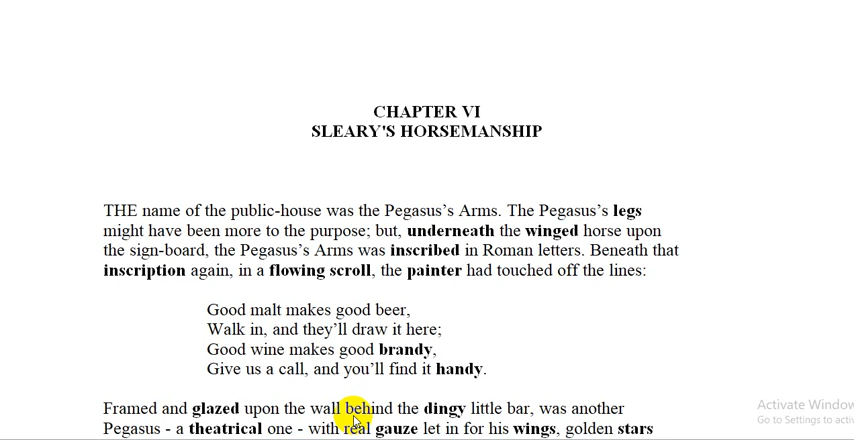 CHAPTER VI
SLEARY'S HORSEMANSHIP
THE name of the public-house was the Pegasus’s Arms. The Pegasus’s legs
might have been more to the purpose; but, underneath the winged horse upon
the sign-board, the Pegasus’s Arms was inscribed in Roman letters. Beneath that
inscription again, in a flowing scroll, the painter had touched off the lines:
Good malt makes good beer,
Walk in, and they’ll draw it here;
Good wine makes good brandy,
Give us a call, and you’ll find it handy.
Framed and glazed upon the wall behind the dingy little bar, was another
Pegasus - a theatrical one - with real gauze let in for his wings, golden stars
Activate Window
Go to Settings to activ